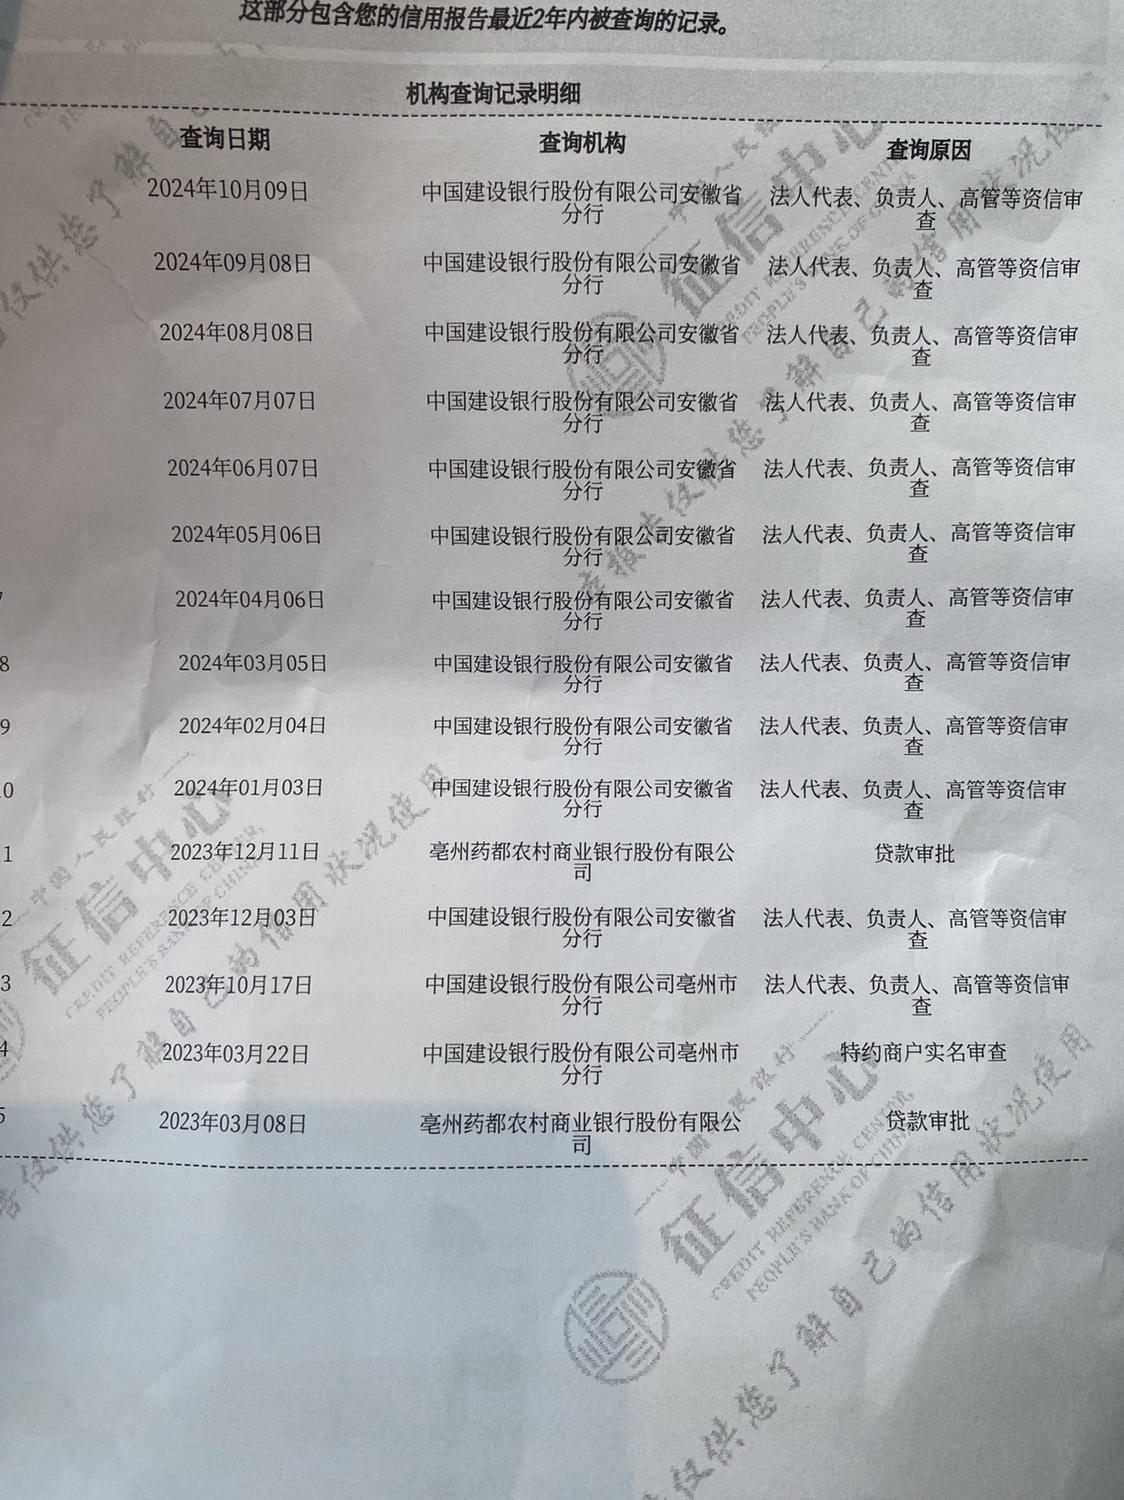 这部分包含您的信用报告最近2年内被查询的记录。
机构查询记录明细
查询日期 查询机构 查询原因
2024年10月09日 中国建设银行股份有限公司安徽省 法人代表、负责人、高管等资信审
分行 查
2024年09月08日 中国建设银行股份有限公司安徽省 法人代表、负责人、高管等资信审
分行 查
2024年08月08日 中国建设银行股份有限公司安徽省 法人代表、负责人、高管等资信审
分行 查
2024年07月07日 中国建设银行股份有限公司安徽省 法人代表、负责人、高管等资信审
分行 查
2024年06月07日 中国建设银行股份有限公司安徽省 法人代表、负责人、高管等资信审
分行 查
2024年05月06日 中国建设银行股份有限公司安徽省 法人代表、负责人、高管等资信审
分行 查
2024年04月06日 中国建设银行股份有限公司安徽省 法人代表、负责人、高管等资信审
分行 查
8 2024年03月05日 中国建设银行股份有限公司安徽省 法人代表、负责人、高管等资信审
分行 查
9 2024年02月04日 中国建设银行股份有限公司安徽省 法人代表、负责人、高管等资信审
分行 查
0 2024年01月03日 中国建设银行股份有限公司安徽省 法人代表、负责人、高管等资信审
分行 查
1 2023年12月11日 亳州药都农村商业银行股份有限公 贷款审批
司
2 2023年12月03日 中国建设银行股份有限公司安徽省 法人代表、负责人、高管等资信审
分行 查
3 2023年10月17日 中国建设银行股份有限公司亳州市 法人代表、负责人、高管等资信审
分行 查
4 2023年03月22日 中国建设银行股份有限公司亳州市 特约商户实名审查
分行
5 2023年03月08日 亳州药都农村商业银行股份有限公 贷款审批
司
中国人民银行
征信中心
CREDIT REFERENCE CENTER,
PEOPLE'S BANK OF CHINA
仅供您了解自己的信用状况使用